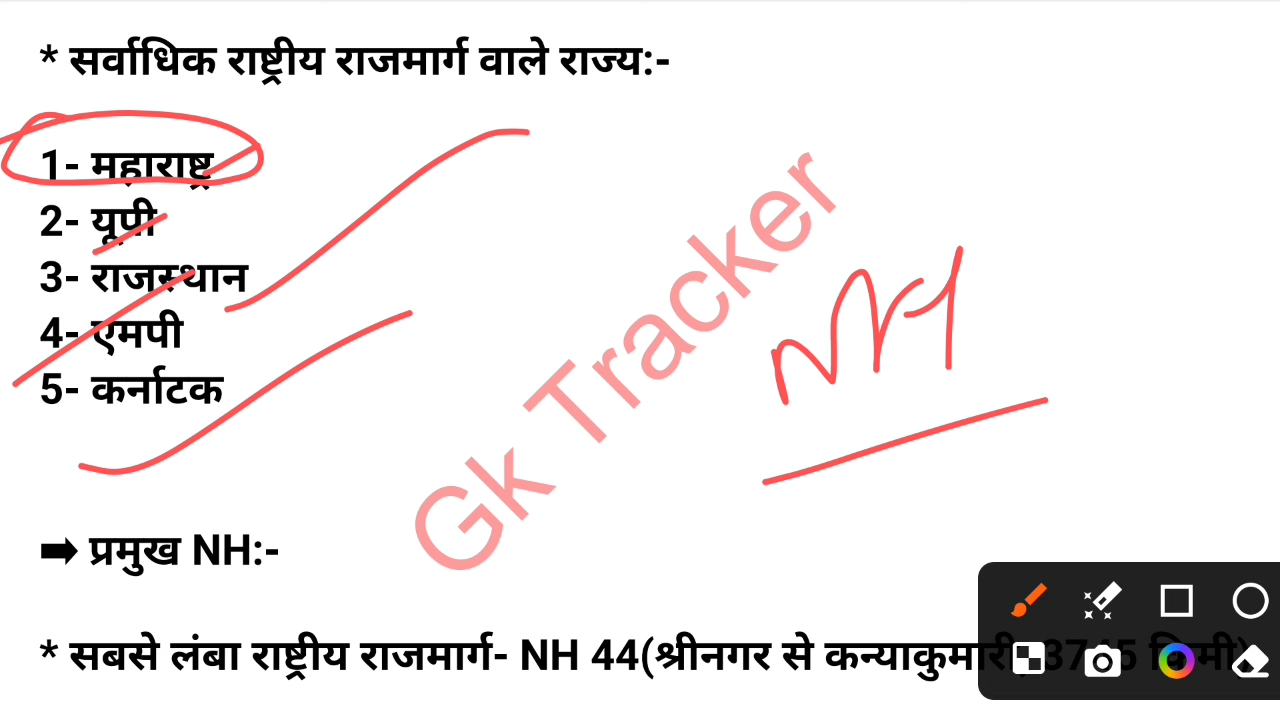 * सर्वाधिक राष्ट्रीय राजमार्ग वाले राज्य:-
1- महाराष्ट्र
2- यूपी
3- राजस्थान
4- एमपी
5- कर्नाटक
NH
Gk Tracker
➡ प्रमुख NH:-
* सबसे लंबा राष्ट्रीय राजमार्ग- NH 44(श्रीनगर से कन्याकुमारी,